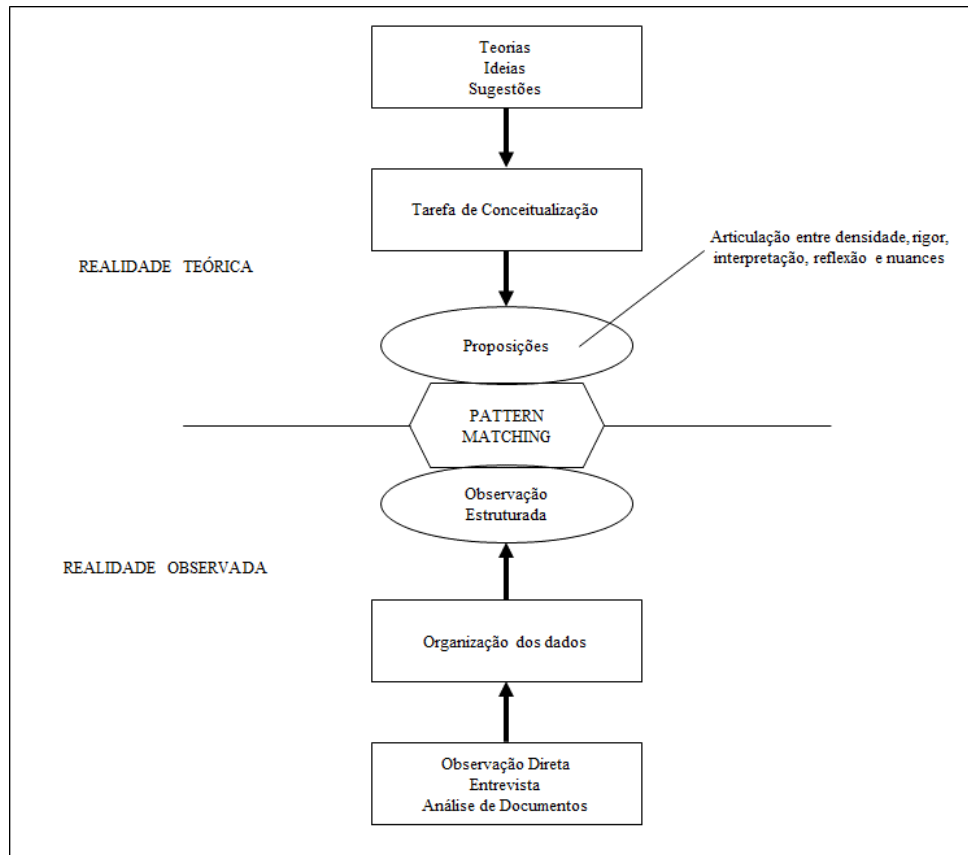 Teorias
Ideias
Sugestões
Tarefa de Conceitualização
Articulação entre densidade, rigor,
interpretação, reflexão e nuances
REALIDADE TEÓRICA
Proposições
PATTERN
MATCHING
Observação
Estruturada
REALIDADE OBSERVADA
Organização dos dados
Observação Direta
Entrevista
Análise de Documentos